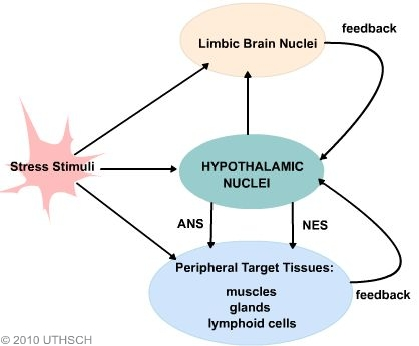 feedback
Limbic Brain Nuclei
Stress Stimuli
HYPOTHALAMIC
NUCLEI
ANS
NES
Peripheral Target Tissues:
muscles
glands
lymphoid cells
feedback
© 2010 UTHSCH